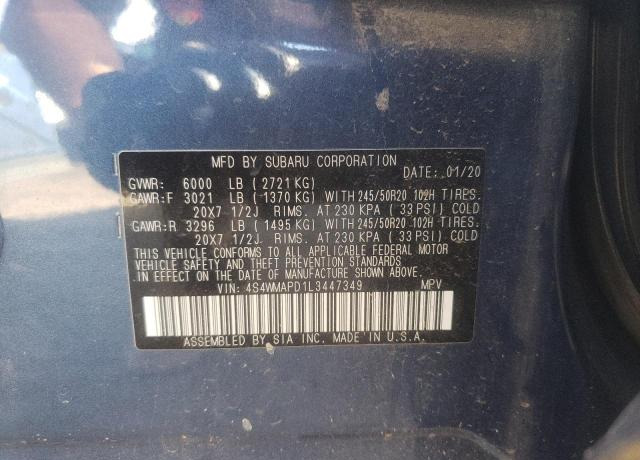 MFD BY SUBARU CORPORATION
DATE: 01/20
GVWR: 6000 LB (2721 KG)
GAWR:F 3021 LB (1370 KG) WITH 245/50R20 102H TIRES.
20X7 1/2J RIMS. AT 230 KPA (33 PSI) COLD
GAWR:R 3296 LB (1495 KG) WITH 245/50R20 102H TIRES.
20X7 1/2J. RIMS. AT 230 KPA (33 PSI) COLD
THIS VEHICLE CONFORMS TO ALL APPLICABLE FEDERAL MOTOR
VEHICLE SAFETY AND THEFT PREVENTION STANDARDS
IN EFFECT ON THE DATE OF MANUFACTURE SHOWN ABOVE.
VIN: 4S4WMAPD1L3447349 MPV
ASSEMBLED BY SIA INC. MADE IN U.S.A.